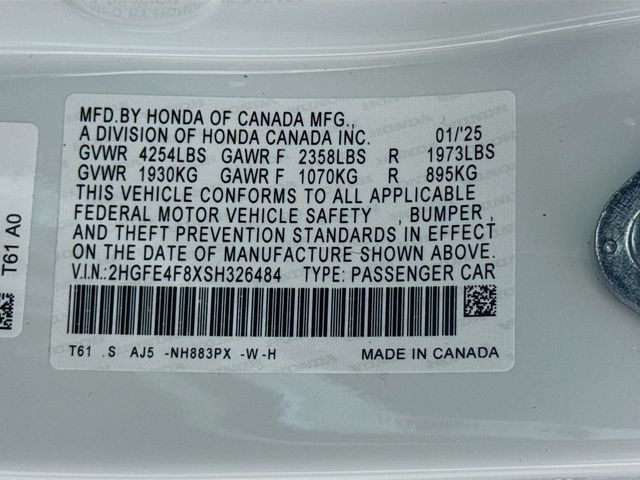 MFD.BY HONDA OF CANADA MFG.,
A DIVISION OF HONDA CANADA INC. 01/'25
GVWR 4254LBS GAWR F 2358LBS R 1973LBS
GVWR 1930KG GAWR F 1070KG R 895KG
THIS VEHICLE CONFORMS TO ALL APPLICABLE
FEDERAL MOTOR VEHICLE SAFETY , BUMPER,
AND THEFT PREVENTION STANDARDS IN EFFECT
ON THE DATE OF MANUFACTURE SHOWN ABOVE.
V.I.N.:2HGFE4F8XSH326484 TYPE: PASSENGER CAR
T61 .S AJ5 -NH883PX -W-H MADE IN CANADA
T61 A0